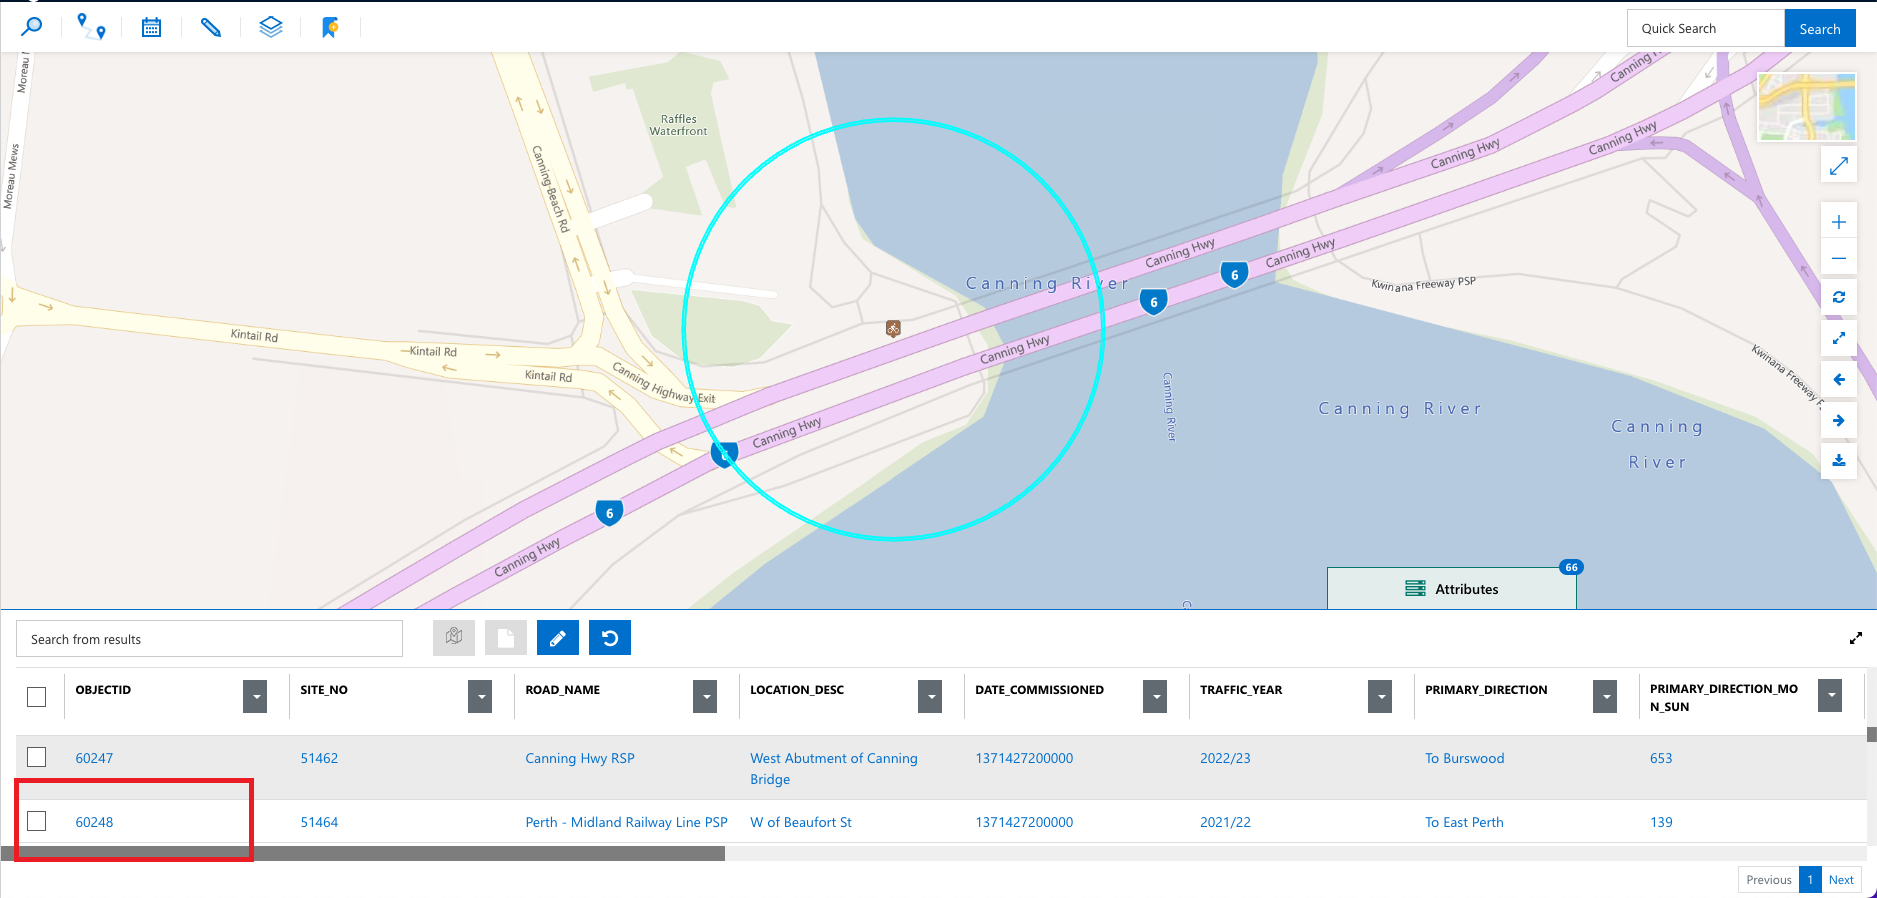 Quick Search
Search
Moreau
Moreau Mews
Raffles
Waterfront
Canning Beach Rd
Canning
Canning Hwy
Canning Hwy
Canning Hwy
Canning Hwy
6
6
Canning River
Kwinana Freeway PSP
Kintail Rd
Kintail Rd
Kintail Rd
Canning Highway Exit
Canning Hwy
Canning Hwy
Canning River
Canning River
Canning
River
Kwinana Freeway
6
Canning Hwy
66
Attributes
Search from results
OBJECTID
SITE_NO
ROAD_NAME
LOCATION_DESC
DATE_COMMISSIONED
TRAFFIC_YEAR
PRIMARY_DIRECTION
PRIMARY_DIRECTION_MO
N_SUN
60247
51462
Canning Hwy RSP
West Abutment of Canning
Bridge
1371427200000
2022/23
To Burswood
653
60248
51464
Perth - Midland Railway Line PSP
W of Beaufort St
1371427200000
2021/22
To East Perth
139
Previous
1
Next